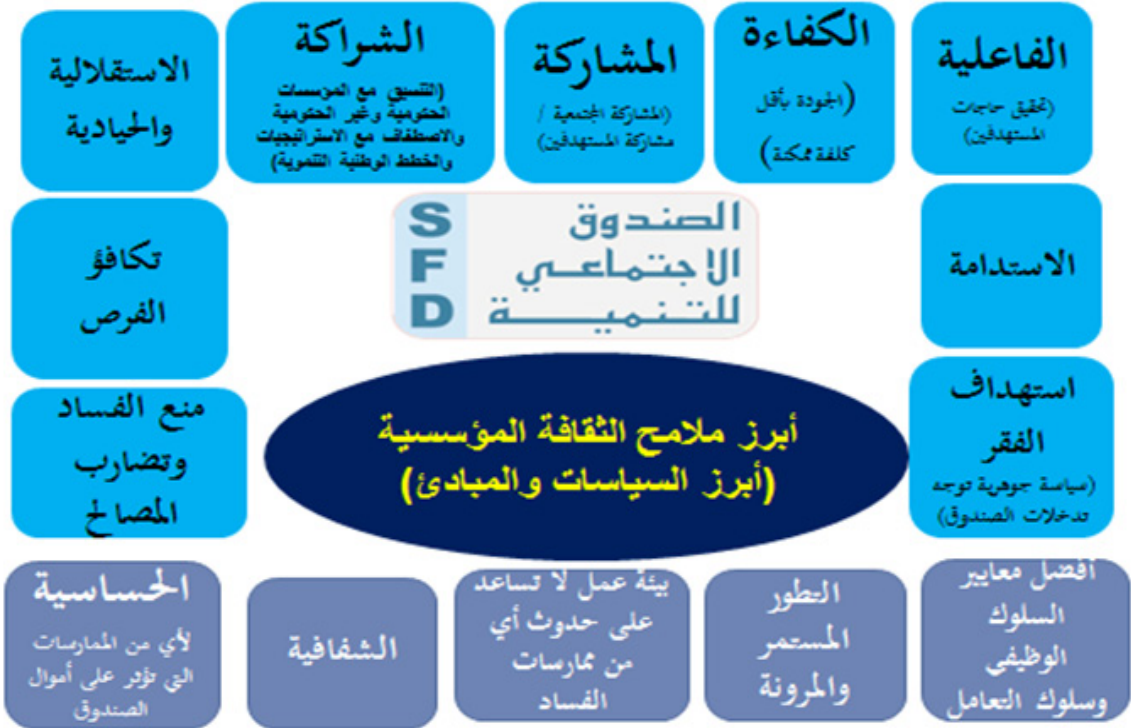 الفاعلية
(تحقيق حاجات
المستهدفين)
الكفاءة
(الجودة بأقل
كلفة ممكنة)
المشاركة
(المشاركة المجتمعية /
مشاركة المستهدفين)
الشراكة
(التنسيق مع المؤسسات
الحكومية وغير الحكومية
والاصطفاف مع الاستراتيجيات
والخطط الوطنية التنموية)
الاستقلالية
والحيادية
الصندوق
الاجتماعي
للتنمية
S
F
D
الاستدامة
تكافؤ
الفرص
استهداف
الفقر
(سياسة جوهرية توجه
تدخلات الصندوق)
أبرز ملامح الثقافة المؤسسية
(أبرز السياسات والمبادئ)
منع الفساد
وتضارب
المصالح
أفضل معايير
السلوك
الوظيفي
وسلوك التعامل
التطور
المستمر
والمرونة
بيئة عمل لا تساعد
على حدوث أي
من ممارسات
الفساد
الشفافية
الحساسية
لأي من الممارسات
التي تؤثر على أموال
الصندوق